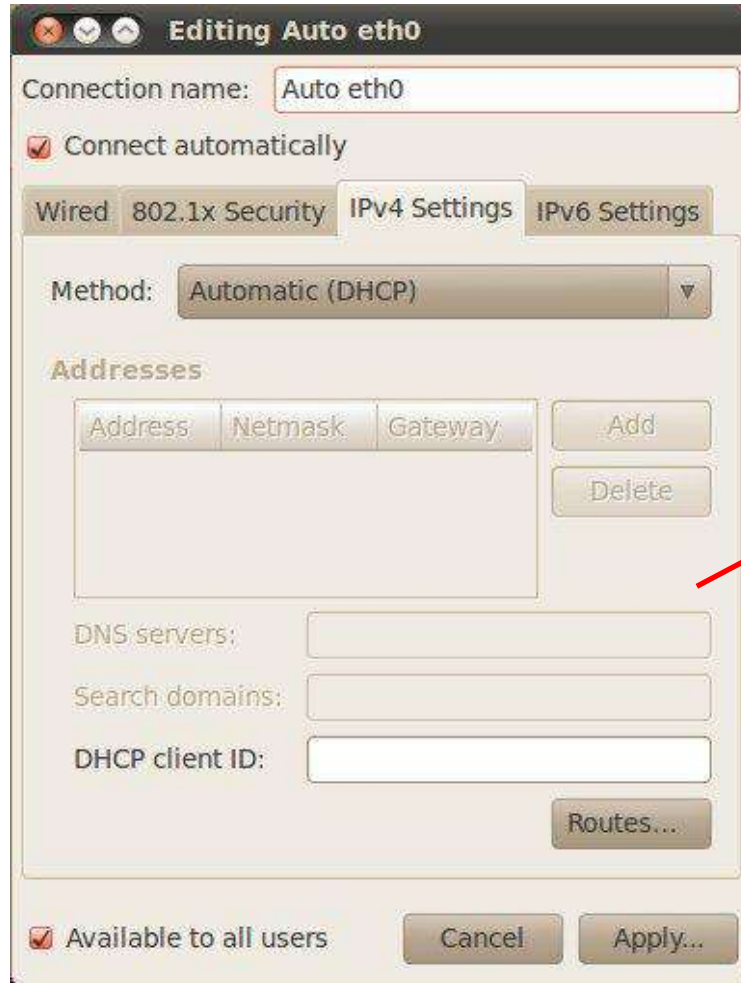 Editing Auto eth0
Connection name: Auto eth0
Connect automatically
Wired 802.1x Security IPv4 Settings IPv6 Settings
Method: Automatic (DHCP)
Addresses
Address Netmask Gateway Add
Delete
DNS servers:
Search domains:
DHCP client ID:
Routes...
Available to all users Cancel Apply...